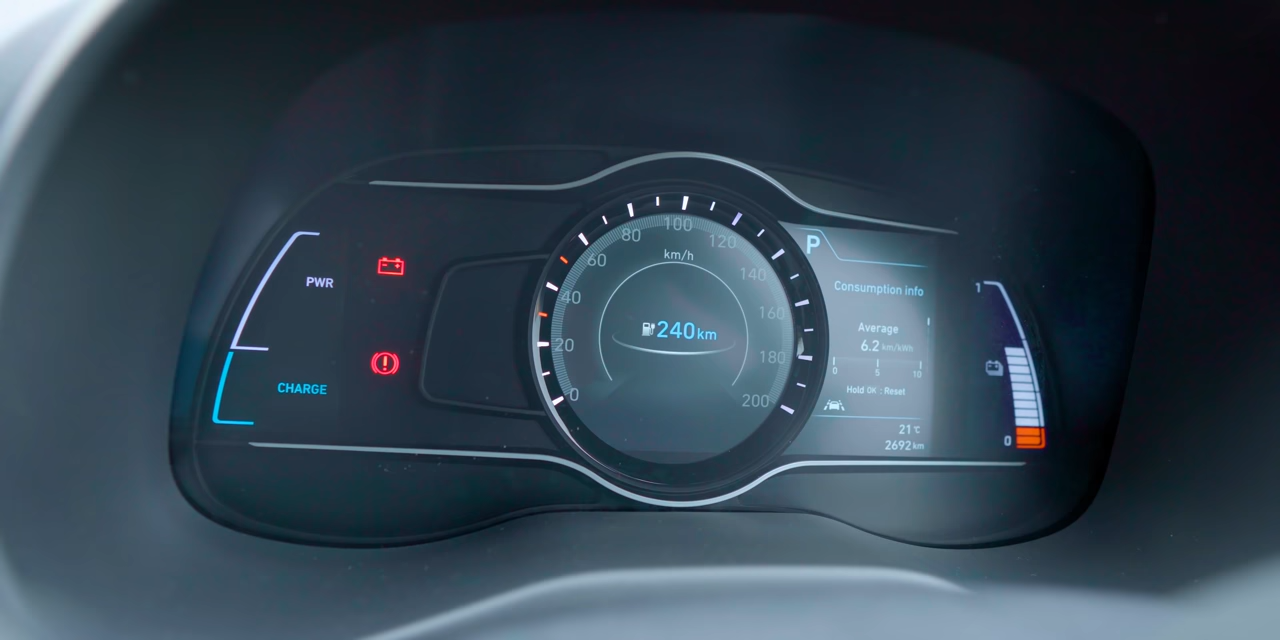 PWR
CHARGE
0
20
40
60
80
100
120
140
160
180
200
km/h
240km
P
Consumption info
Average
6.2 km/kWh
0 5 10
Hold OK : Reset
21℃
2692km
1
0